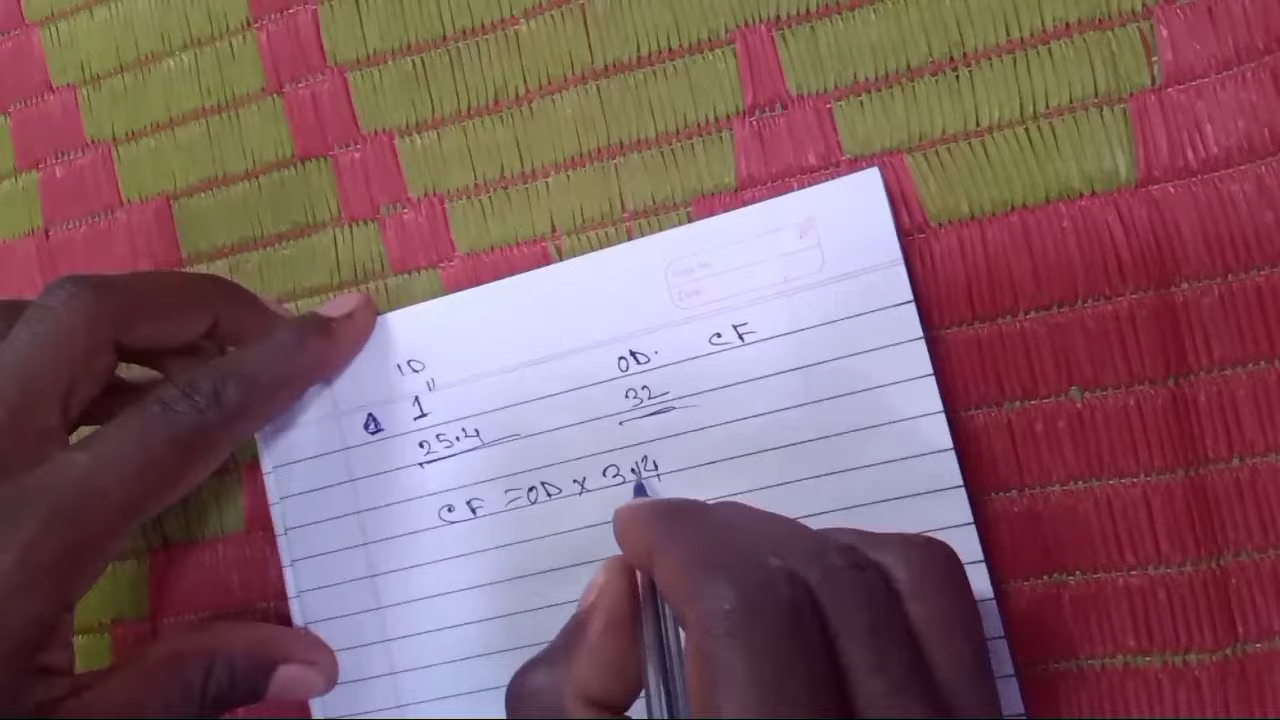 ID OD. CF
1" 32
25.4
CF = OD × 3.14